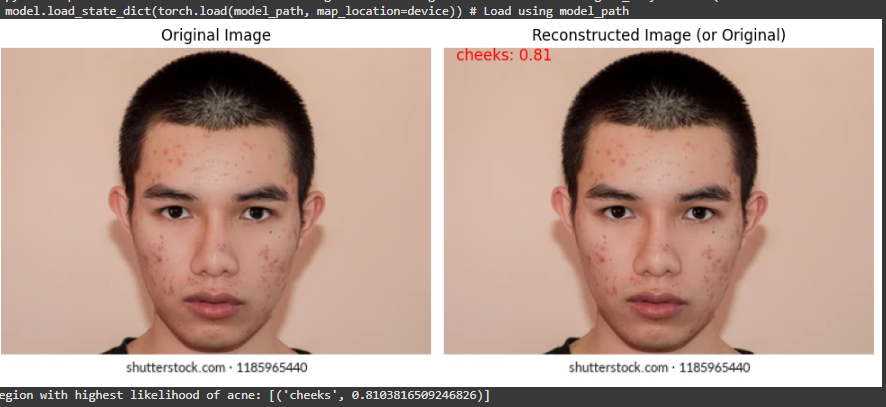 model.load_state_dict(torch.load(model_path, map_location=device)) # Load using model_path
Original Image
Reconstructed Image (or Original)
cheeks: 0.81
shutterstock.com · 1185965440
shutterstock.com · 1185965440
egion with highest likelihood of acne: [('cheeks', 0.8103816509246826)]